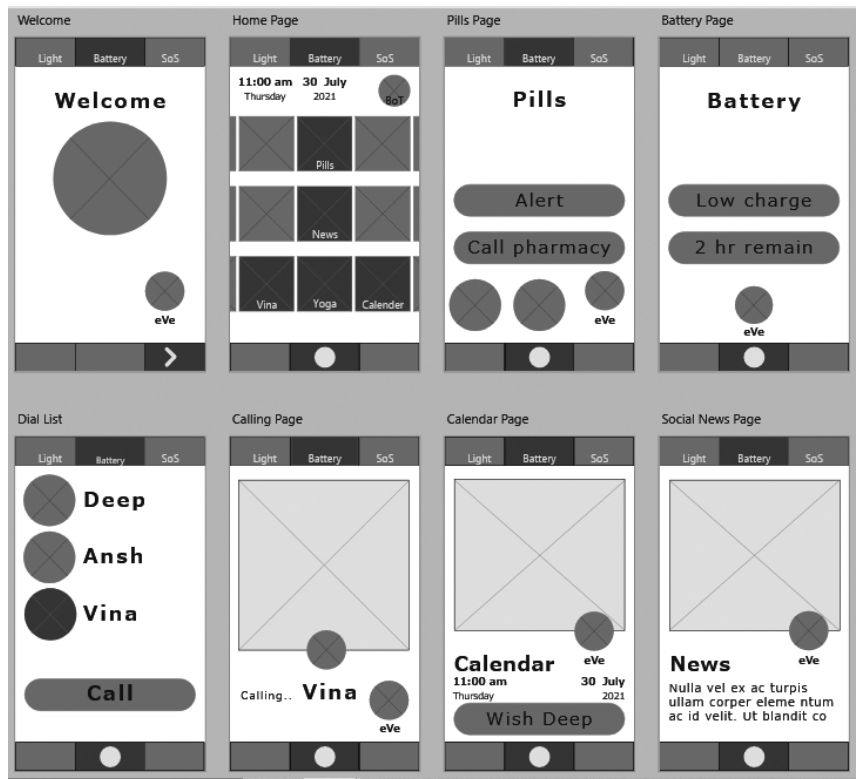 Welcome
Light Battery SoS
Welcome
eVe
Home Page
Light Battery SoS
11:00 am 30 July
Thursday 2021
BoT
Pills
News
Vina Yoga Calender
Pills Page
Light Battery SoS
Pills
Alert
Call pharmacy
eVe
Battery Page
Light Battery SoS
Battery
Low charge
2 hr remain
eVe
Dial List
Light Battery SoS
Deep
Ansh
Vina
Call
Calling Page
Light Battery SoS
Calling.. Vina
eVe
Calendar Page
Light Battery SoS
eVe
Calendar
11:00 am 30 July
Thursday 2021
Wish Deep
Social News Page
Light Battery SoS
eVe
News
Nulla vel ex ac turpis
ullam corper eleme ntum
ac id velit. Ut blandit co